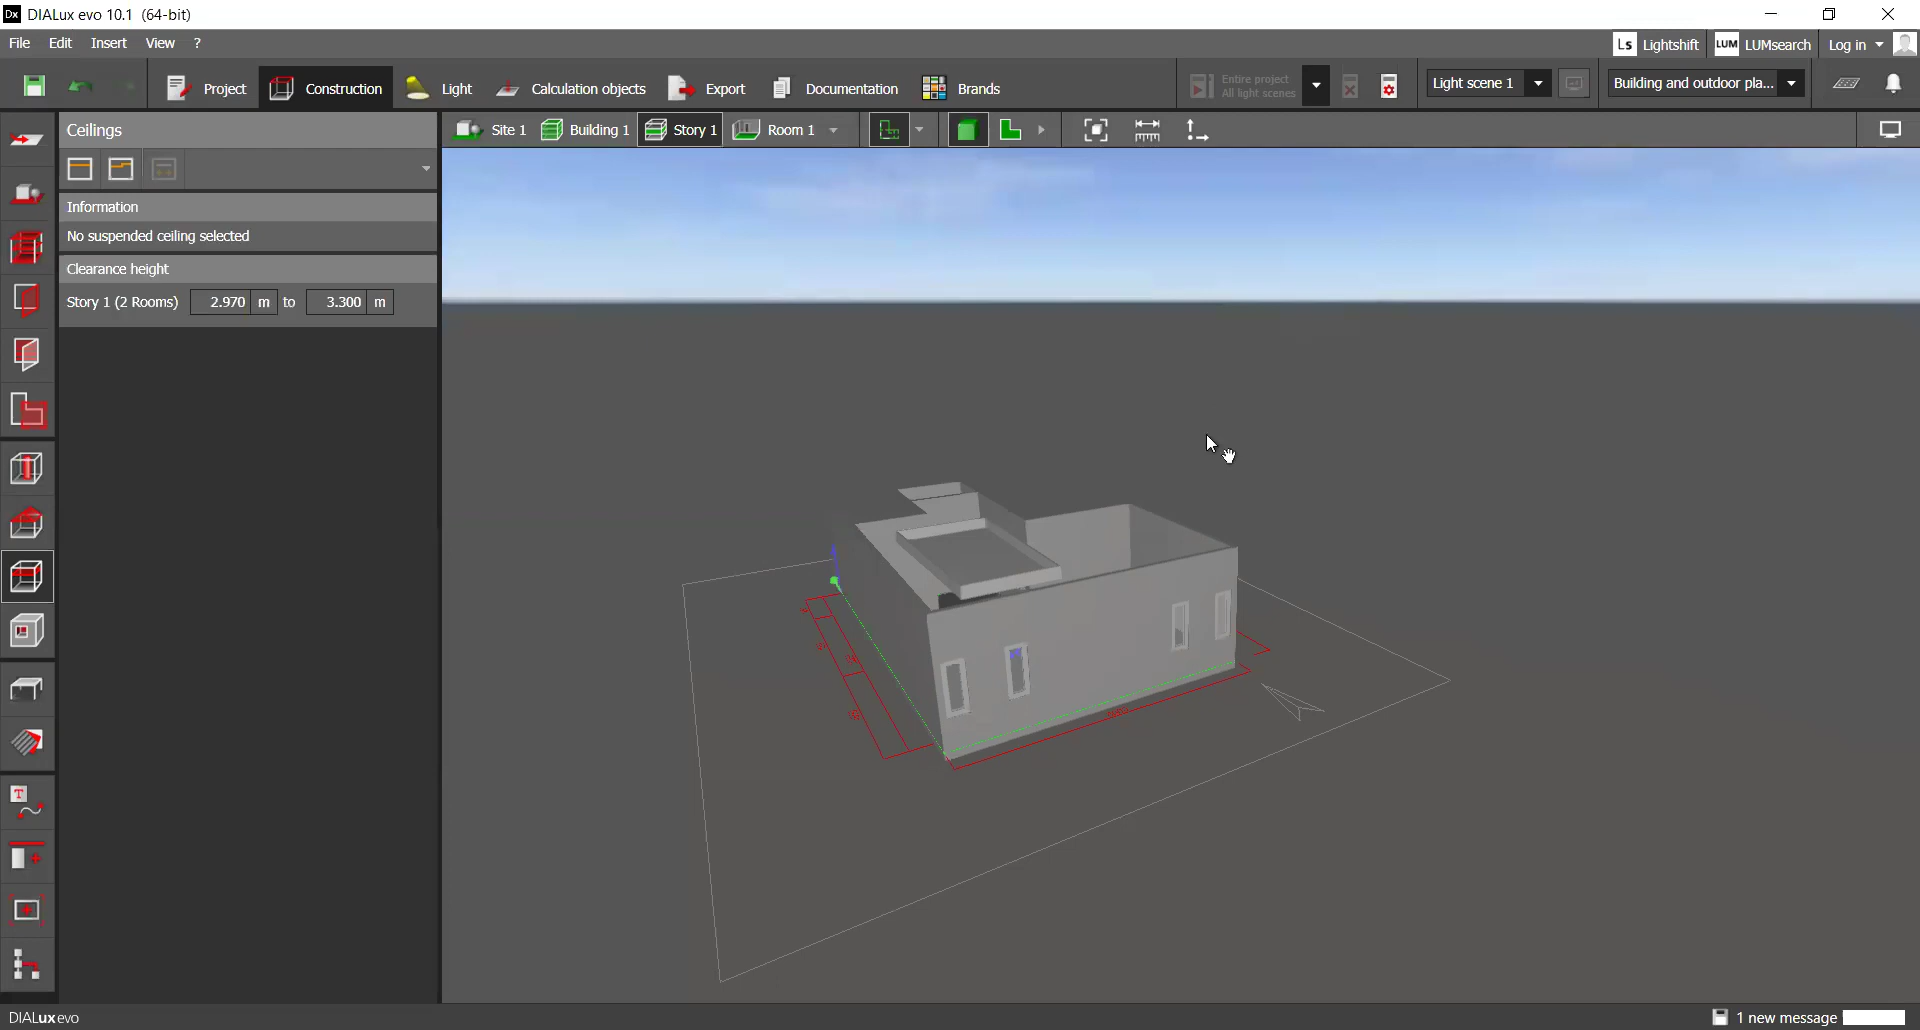 Dx DIALux evo 10.1 (64-bit)
File Edit Insert View ?
Ls Lightshift LUM LUMsearch Log in
Project Construction Light Calculation objects Export Documentation Brands
Entire project
All light scenes
Light scene 1
Building and outdoor pla...
Ceilings
Site 1 Building 1 Story 1 Room 1
Information
No suspended ceiling selected
Clearance height
Story 1 (2 Rooms) 2.970 m to 3.300 m
T
DIALux evo
1 new message